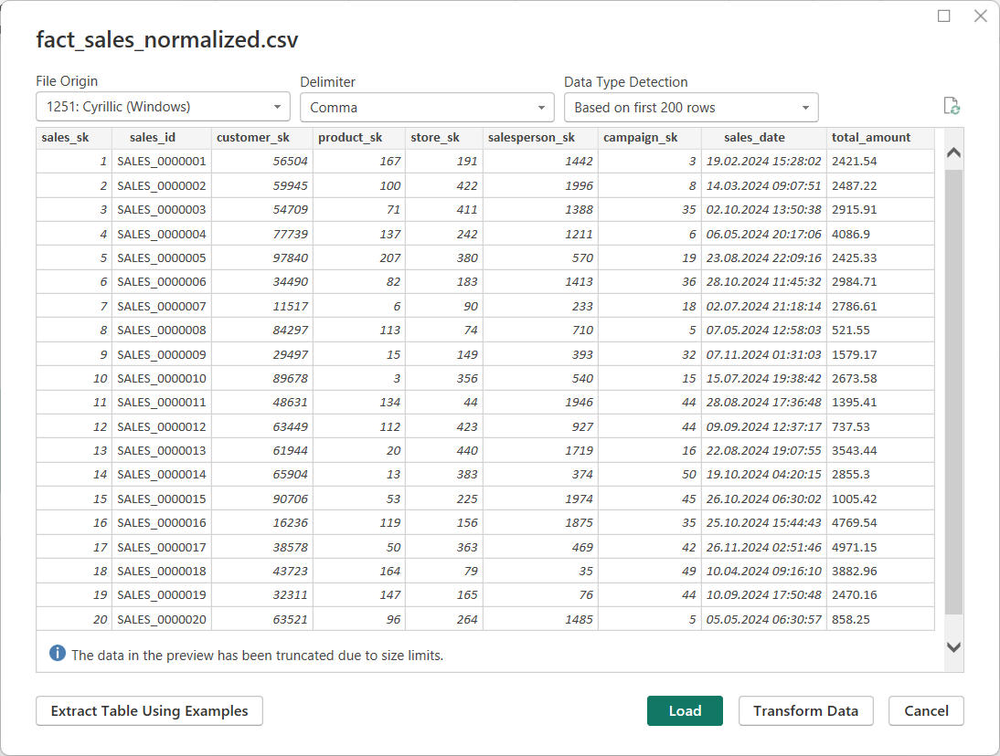 fact_sales_normalized.csv
File Origin Delimiter Data Type Detection
1251: Cyrillic (Windows) Comma Based on first 200 rows
sales_sk sales_id customer_sk product_sk store_sk salesperson_sk campaign_sk sales_date total_amount
1 SALES_0000001 56504 167 191 1442 3 19.02.2024 15:28:02 2421.54
2 SALES_0000002 59945 100 422 1996 8 14.03.2024 09:07:51 2487.22
3 SALES_0000003 54709 71 411 1388 35 02.10.2024 13:50:38 2915.91
4 SALES_0000004 77739 137 242 1211 6 06.05.2024 20:17:06 4086.9
5 SALES_0000005 97840 207 380 570 19 23.08.2024 22:09:16 2425.33
6 SALES_0000006 34490 82 183 1413 36 28.10.2024 11:45:32 2984.71
7 SALES_0000007 11517 6 90 233 18 02.07.2024 21:18:14 2786.61
8 SALES_0000008 84297 113 74 710 5 07.05.2024 12:58:03 521.55
9 SALES_0000009 29497 15 149 393 32 07.11.2024 01:31:03 1579.17
10 SALES_0000010 89678 3 356 540 15 15.07.2024 19:38:42 2673.58
11 SALES_0000011 48631 134 44 1946 44 28.08.2024 17:36:48 1395.41
12 SALES_0000012 63449 112 423 927 44 09.09.2024 12:37:17 737.53
13 SALES_0000013 61944 20 440 1719 16 22.08.2024 19:07:55 3543.44
14 SALES_0000014 65904 13 383 374 50 19.10.2024 04:20:15 2855.3
15 SALES_0000015 90706 53 225 1974 45 26.10.2024 06:30:02 1005.42
16 SALES_0000016 16236 119 156 1875 35 25.10.2024 15:44:43 4769.54
17 SALES_0000017 38578 50 363 469 42 26.11.2024 02:51:46 4971.15
18 SALES_0000018 43723 164 79 35 49 10.04.2024 09:16:10 3882.96
19 SALES_0000019 32311 147 165 76 44 10.09.2024 17:50:48 2470.16
20 SALES_0000020 63521 96 264 1485 5 05.05.2024 06:30:57 858.25
The data in the preview has been truncated due to size limits.
Extract Table Using Examples Load Transform Data Cancel